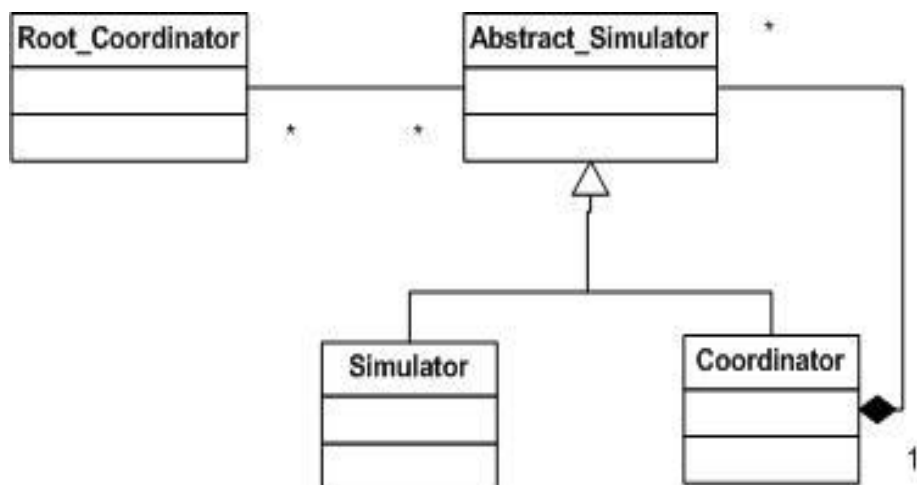 Root_Coordinator
Abstract_Simulator
*
*
*
Simulator
Coordinator
1